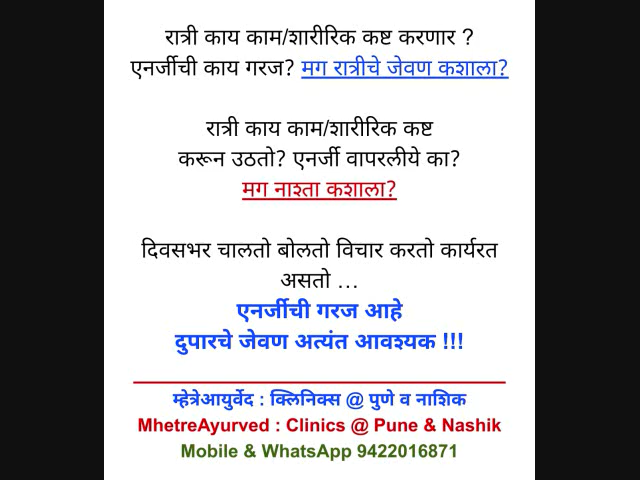 रात्री काय काम/शारीरिक कष्ट करणार ?
एनर्जीची काय गरज? मग रात्रीचे जेवण कशाला?
रात्री काय काम/शारीरिक कष्ट
करून उठतो? एनर्जी वापरलीये का?
मग नाश्ता कशाला?
दिवसभर चालतो बोलतो विचार करतो कार्यरत
असतो ...
एनर्जीची गरज आहे
दुपारचे जेवण अत्यंत आवश्यक !!!
म्हेत्रेआयुर्वेद : क्लिनिक्स @ पुणे व नाशिक
MhetreAyurved : Clinics @ Pune & Nashik
Mobile & WhatsApp 9422016871